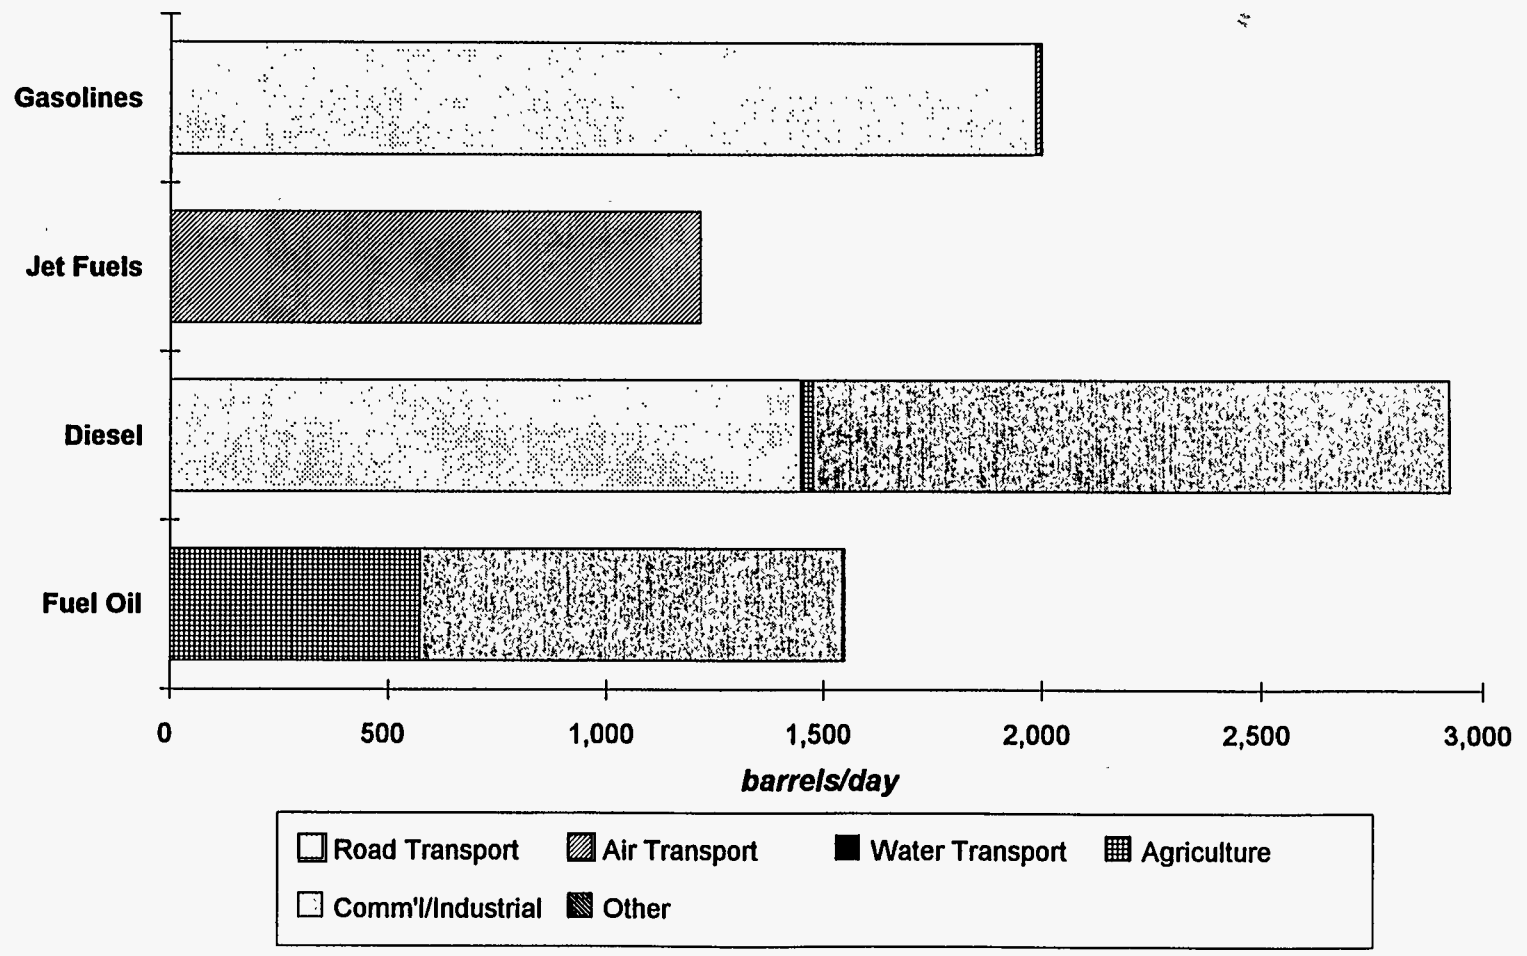 Gasolines
Jet Fuels
Diesel
Fuel Oil
0 500 1,000 1,500 2,000 2,500 3,000
barrels/day
Road Transport Air Transport Water Transport Agriculture
Comm'l/Industrial Other